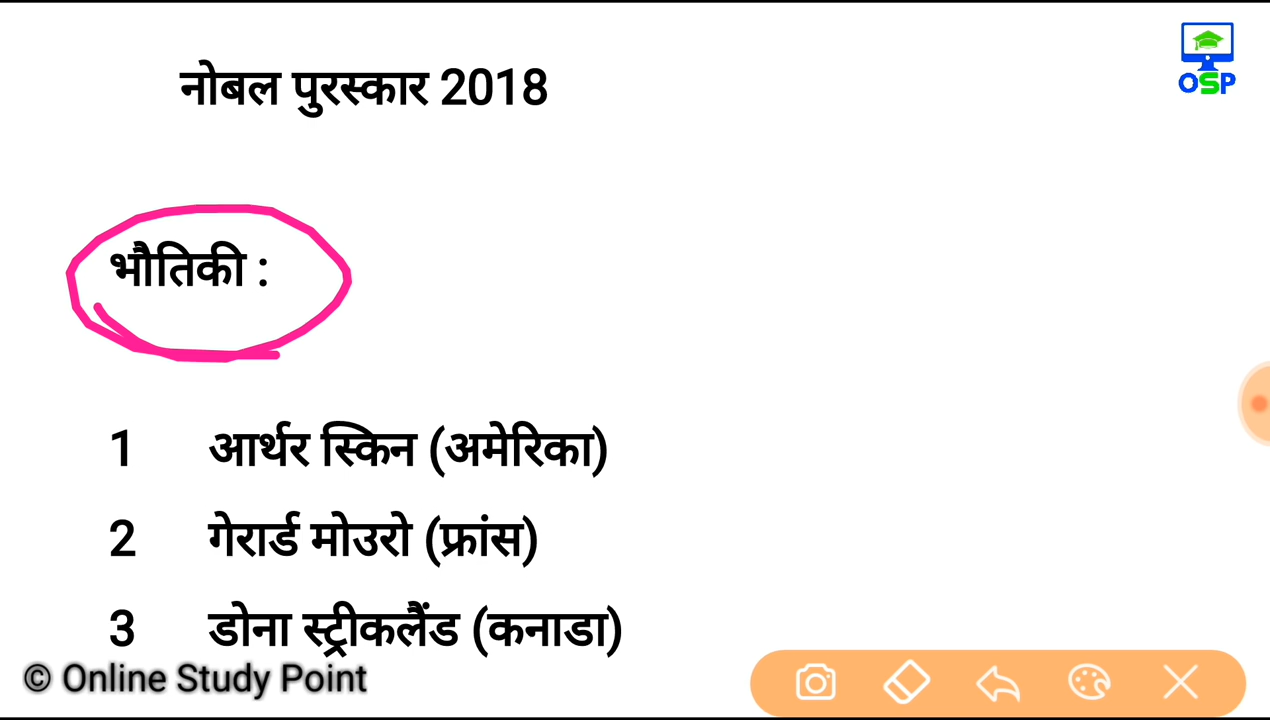 नोबल पुरस्कार 2018
OSP
भौतिकी :
1 आर्थर स्किन (अमेरिका)
2 गेरार्ड मोउरो (फ्रांस)
3 डोना स्ट्रीकलैंड (कनाडा)
© Online Study Point